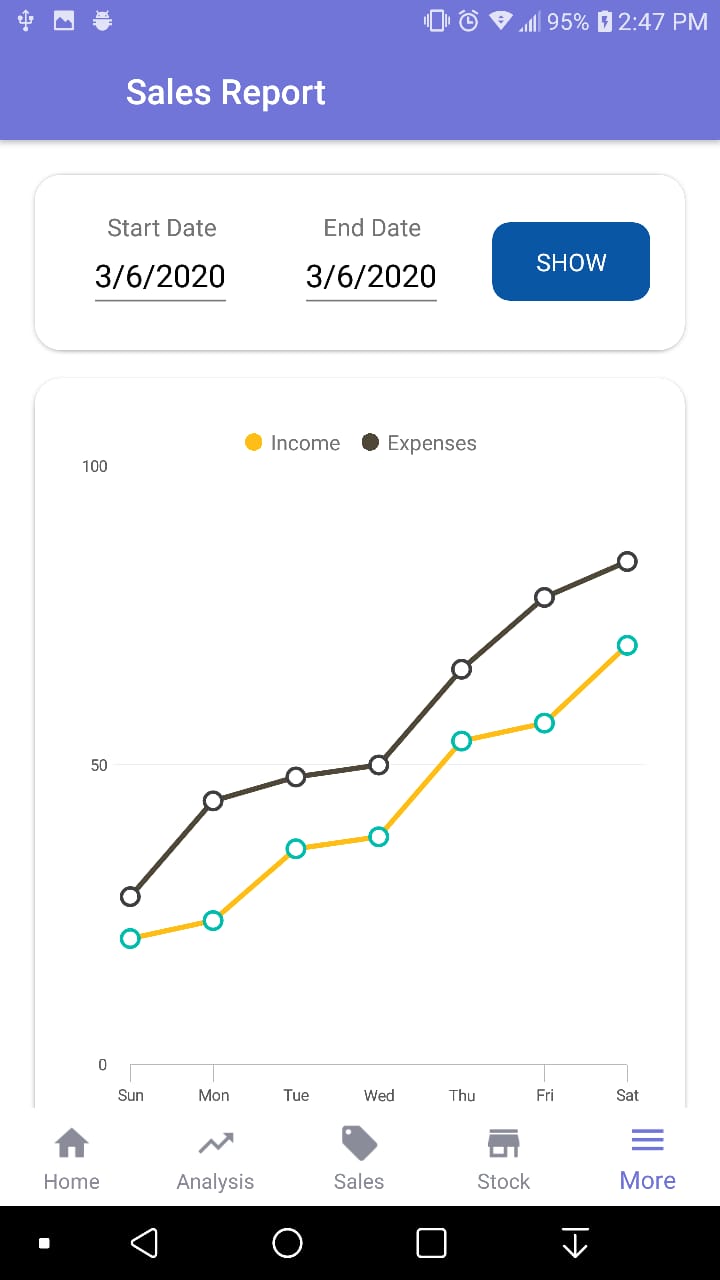 95% 2:47 PM
Sales Report
Start Date End Date
3/6/2020 3/6/2020
SHOW
Income Expenses
100
50
0
Sun Mon Tue Wed Thu Fri Sat
Home Analysis Sales Stock More